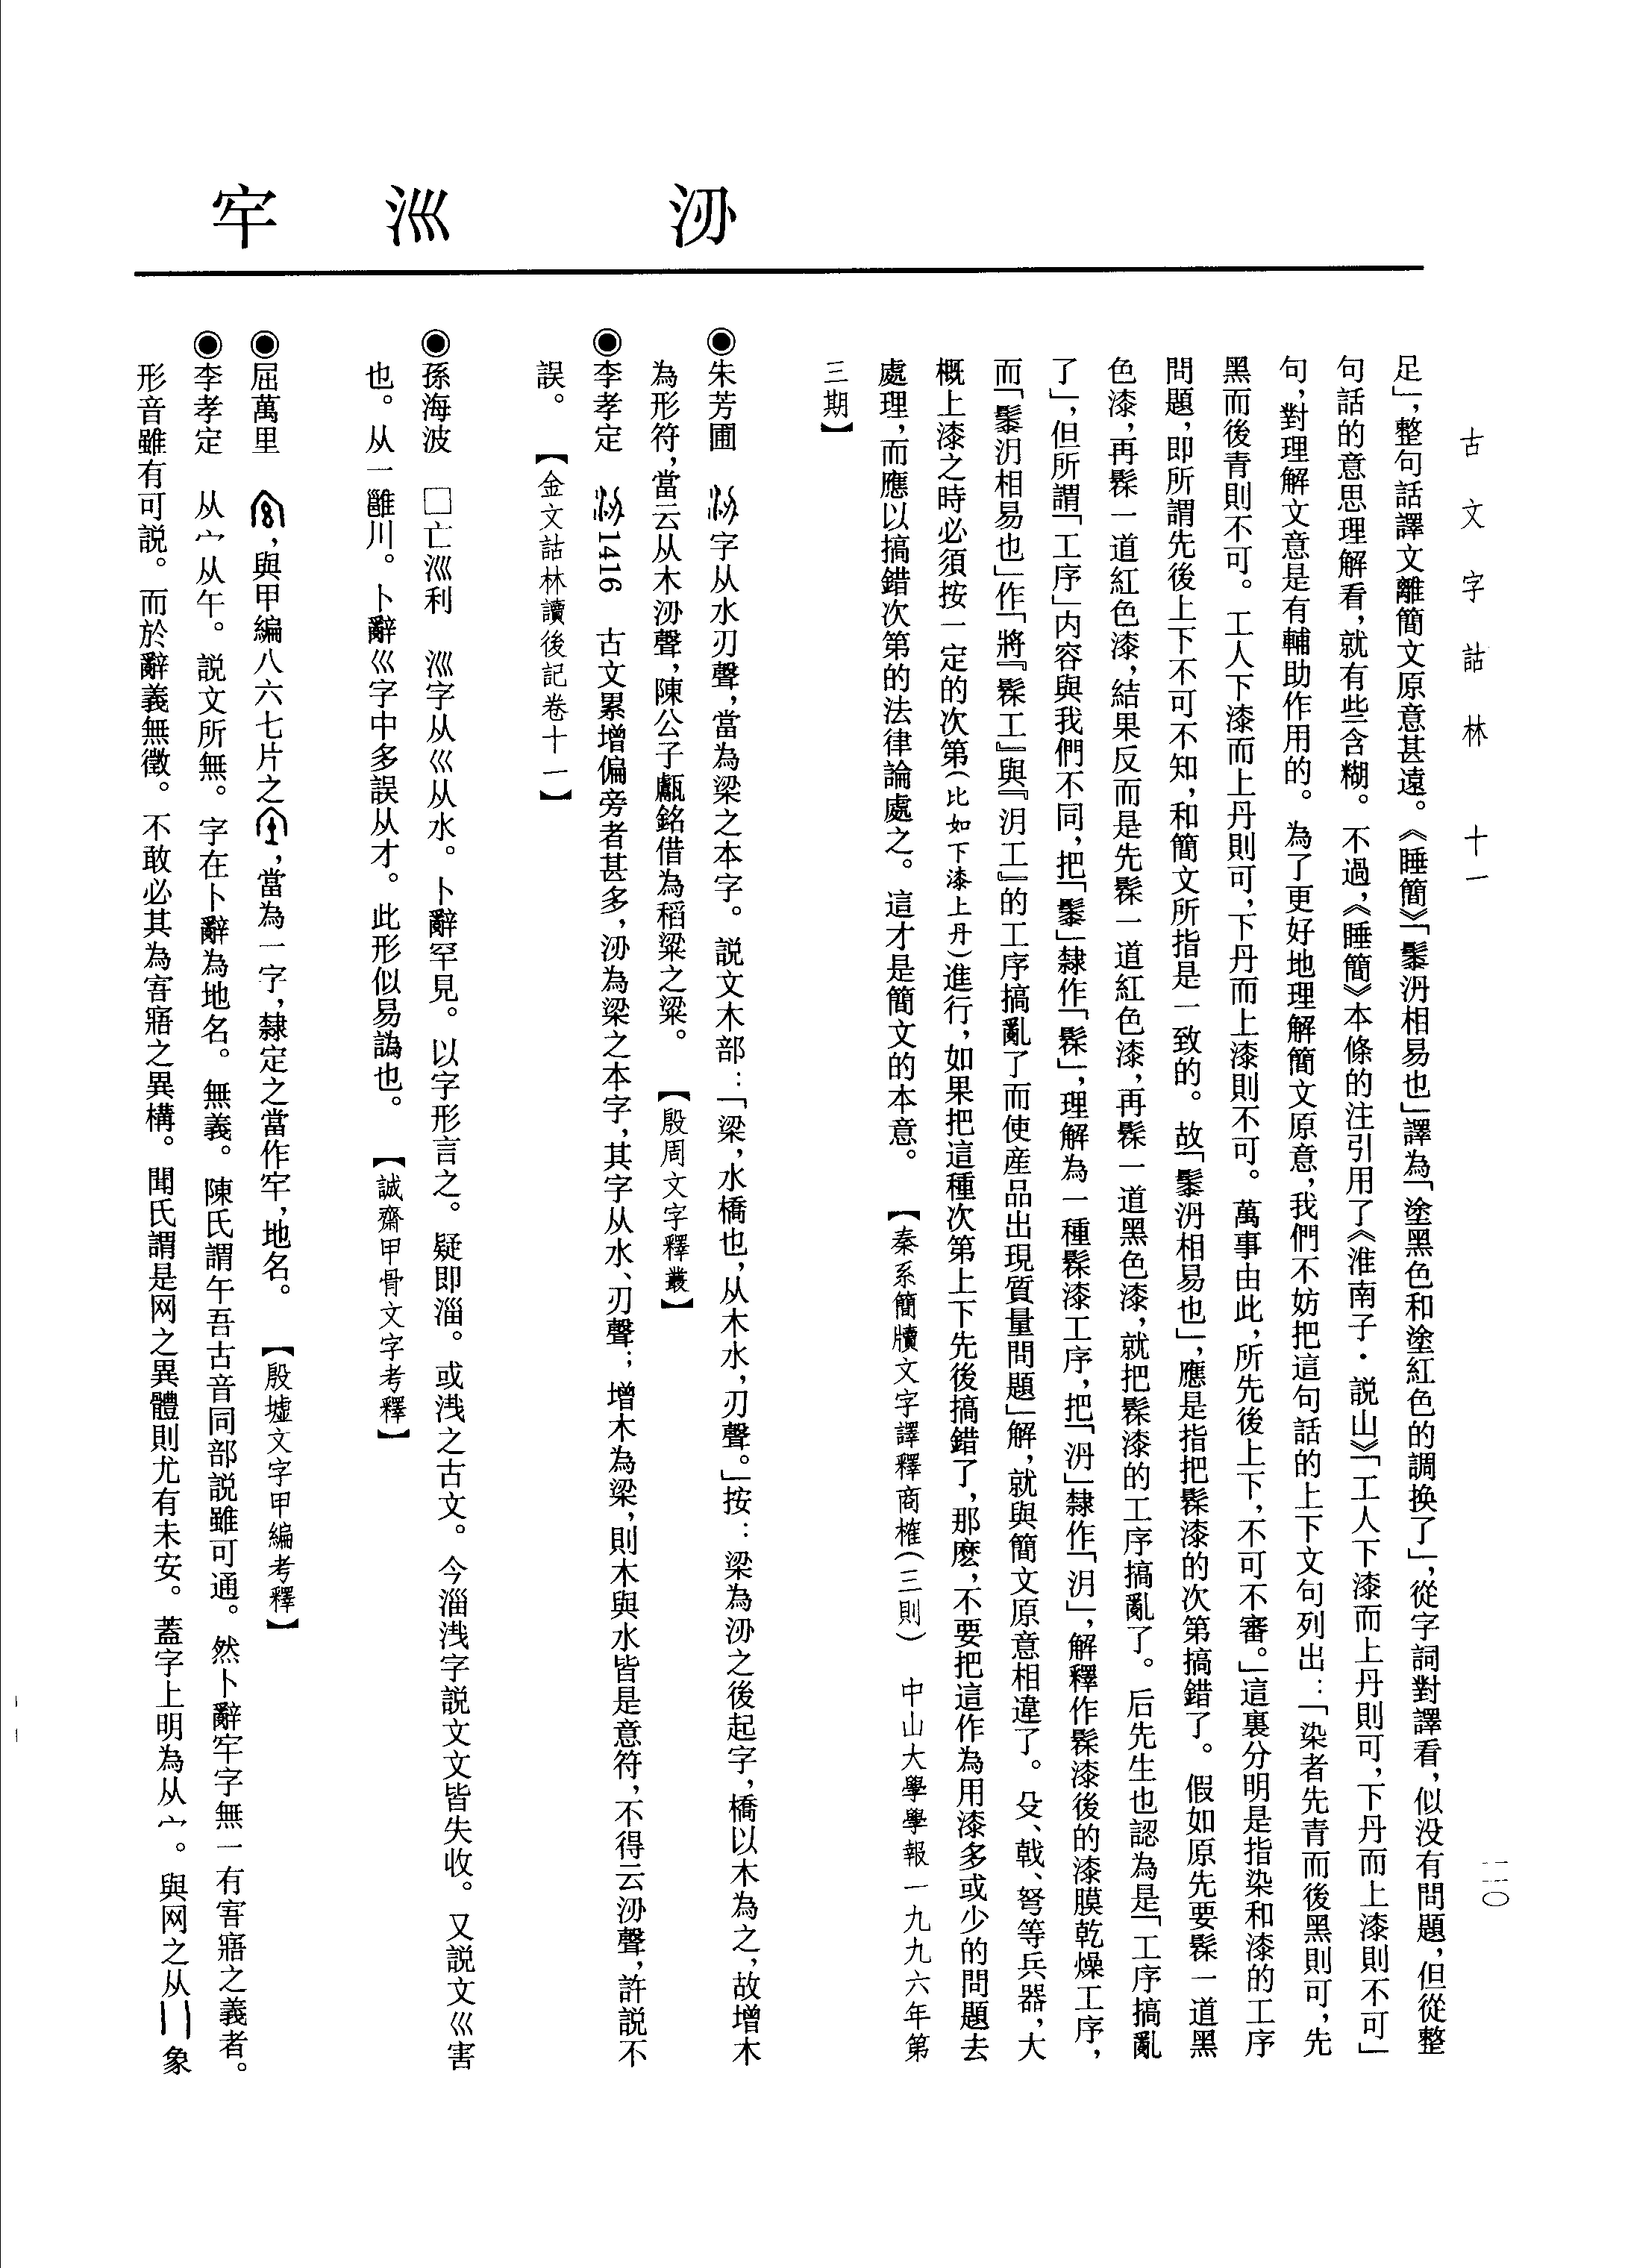 古文字詁林 十一
二一〇
足」，整句話譯文離簡文原意甚遠。《睡簡》「髤汈相易也」譯為「塗黑色和塗紅色的調换了」，從字詞對譯看，似没有問題，但從整
句話的意思理解看，就有些含糊。不過，《睡簡》本條的注引用了《淮南子·説山》「工人下漆而上丹則可，下丹而上漆則不可」
句，對理解文意是有輔助作用的。為了更好地理解簡文原意，我們不妨把這句話的上下文句列出：「染者先青而後黑則可，先
黑而後青則不可。工人下漆而上丹則可，下丹而上漆則不可。萬事由此，所先後上下，不可不審。」這裏分明是指染和漆的工序
問題，即所謂先後上下不可不知，和簡文所指是一致的。故「相易也」，應是指把髹漆的次第搞錯了。假如原先要髹一道黑
色漆，再髹一道紅色漆，結果反而是先髹一道紅色漆，再髹一道黑色漆，就把髹漆的工序搞亂了。后先生也認為是「工序搞亂
了」，但所謂「工序」内容與我們不同，把「」隸作「髹」，理解為一種髹漆工序，把「」隸作「汈」，解釋作髹漆後的漆膜乾燥工序，
而「相易也」作「將『髹工』與『工』的工序搞亂了而使産品出現質量問題」解，就與簡文原意相違了。殳、戟、弩等兵器，大
概上漆之時必須按一定的次第（比如下漆上丹）進行，如果把這種次第上下先後搞錯了，那麽，不要把這作為用漆多或少的問題去
處理，而應以搞錯次第的法律論處之。這才是簡文的本意。 【秦系簡牘文字譯釋商榷（三則） 中山大學學報一九九六年第
三期】
汈
◉朱芳圃 字从水刃聲，當為梁之本字。説文木部：「梁，水橋也，从木水，刃聲。」按：梁為汈之後起字，橋以木為之，故增木
為形符，當云从木汈聲，陳公子甗銘借為稻粱之粱。 【殷周文字釋叢】
◉李孝定 1416 古文累增偏旁者甚多，汈為梁之本字，其字从水、刃聲；增木為梁，則木與水皆是意符，不得云汈聲，許説不
誤。 【金文詁林讀後記卷十一】
𣲥
◉孫海波 □亡巛利 字从巛从水。卜辭罕見。以字形言之。疑即淄。或浅之古文。今淄浅字説文文皆失收。又説文巛害
也。从一雝川。卜辭巛字中多誤从才。此形似易譌也。 【誠齋甲骨文字考釋】
𡧊
◉屈萬里 ，與甲編八六七片之，當為一字，隸定之當作，地名。 【殷墟文字甲編考釋】
◉李孝定 从宀从午。説文所無。字在卜辭為地名。無義。陳氏謂午吾古音同部説雖可通。然卜辭字無一有害寤之義者。
形音雖有可説。而於辭義無徵。不敢必其為寤之異構。聞氏謂是网之異體則尤有未安。蓋字上明為从宀。與网之从象